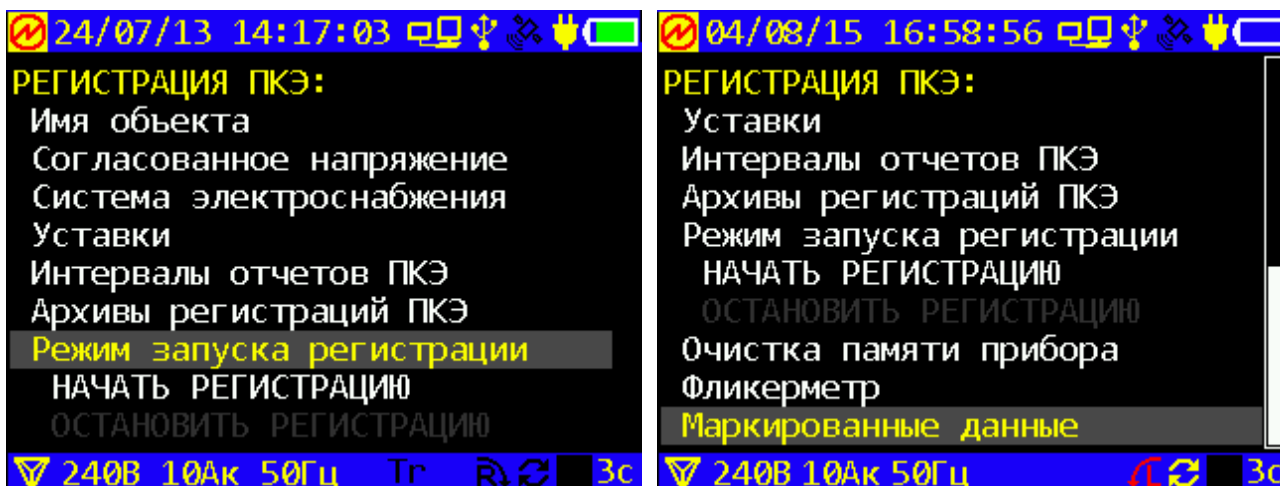 24/07/13 14:17:03
РЕГИСТРАЦИЯ ПКЭ:
Имя объекта
Согласованное напряжение
Система электроснабжения
Уставки
Интервалы отчетов ПКЭ
Архивы регистраций ПКЭ
Режим запуска регистрации
НАЧАТЬ РЕГИСТРАЦИЮ
ОСТАНОВИТЬ РЕГИСТРАЦИЮ
240В 10Ак 50Гц Tr R 3с
04/08/15 16:58:56
РЕГИСТРАЦИЯ ПКЭ:
Уставки
Интервалы отчетов ПКЭ
Архивы регистраций ПКЭ
Режим запуска регистрации
НАЧАТЬ РЕГИСТРАЦИЮ
ОСТАНОВИТЬ РЕГИСТРАЦИЮ
Очистка памяти прибора
Фликерметр
Маркированные данные
240В 10Ак 50Гц L 3с